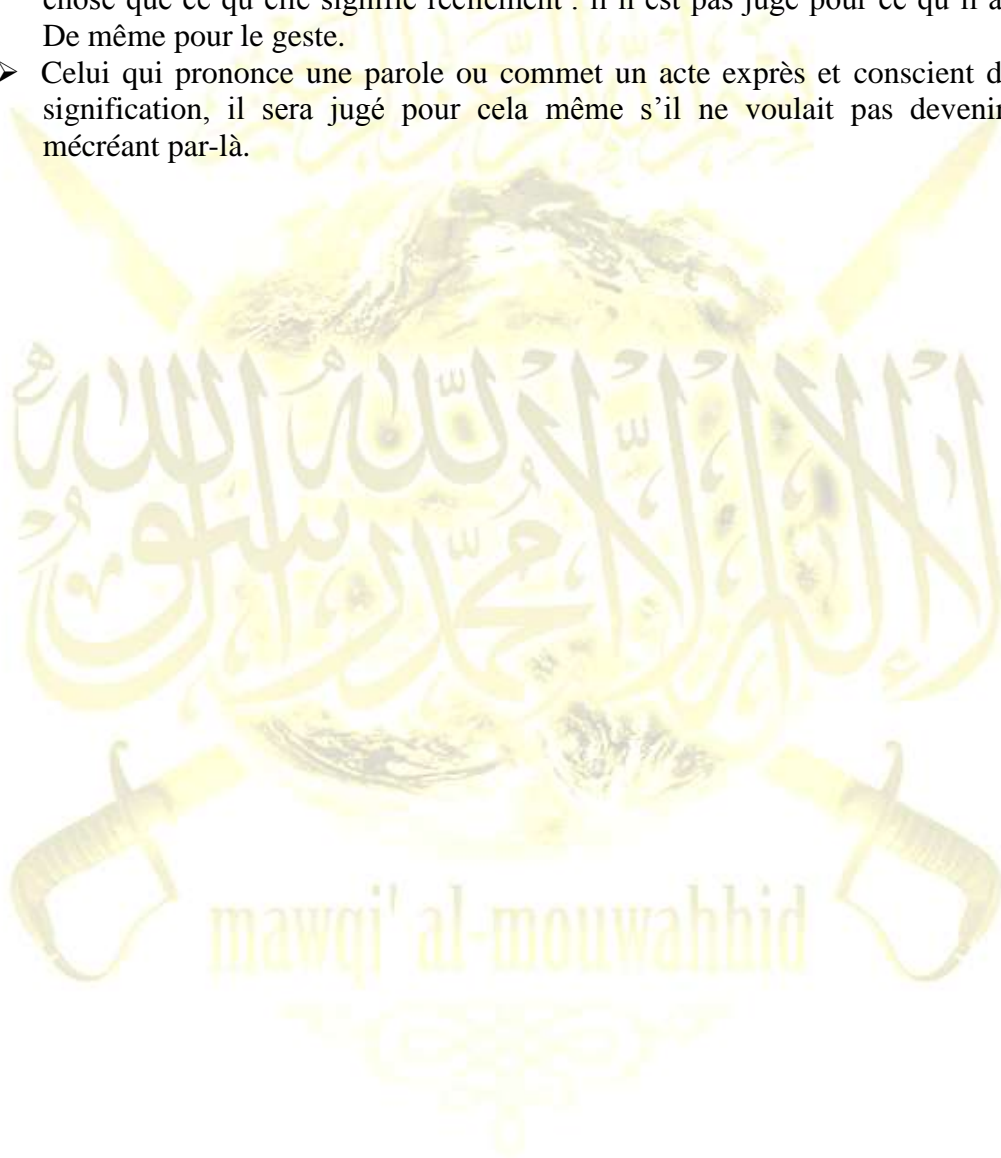 chose que ce qu'elle signifie réellement : il n'est pas jugé pour ce qu'il a
De même pour le geste.
➢ Celui qui prononce une parole ou commet un acte exprès et conscient d
signification, il sera jugé pour cela même s'il ne voulait pas devenir
mécréant par-là.
لا إله إلا الله محمد رسول الله
mawqi' al-mouwahhid